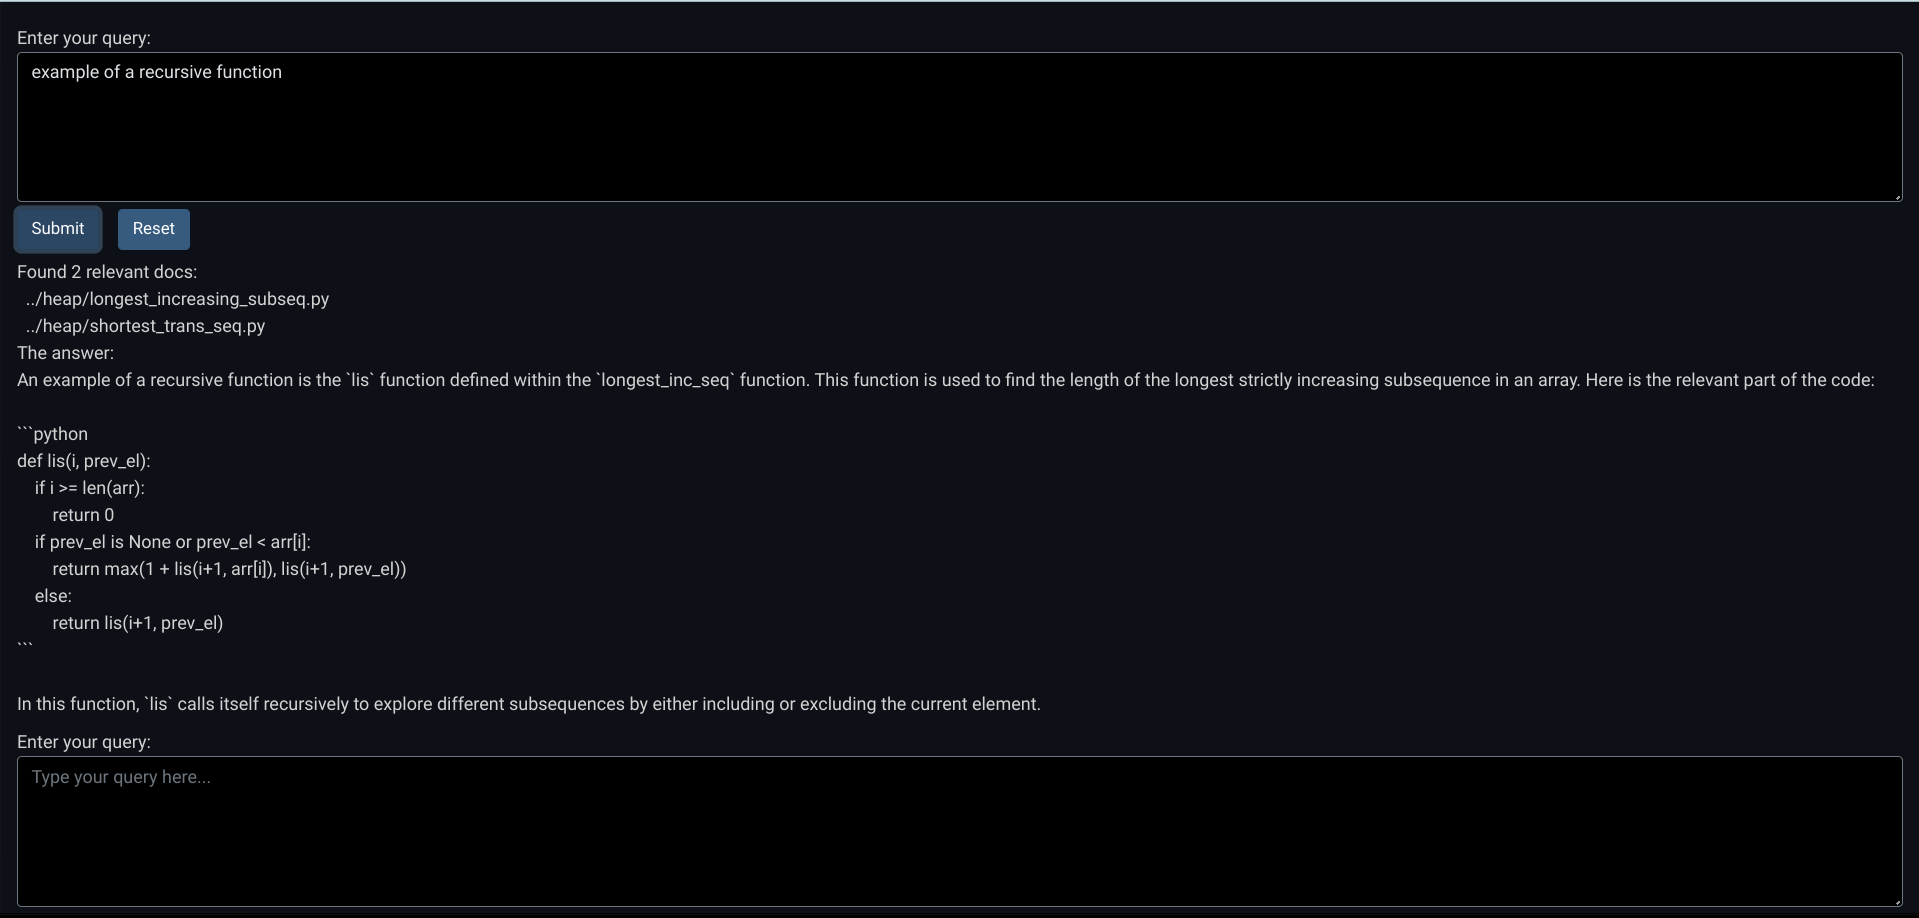 Enter your query:
example of a recursive function
Submit
Reset
Found 2 relevant docs:
  ../heap/longest_increasing_subseq.py
  ../heap/shortest_trans_seq.py
The answer:
An example of a recursive function is the `lis` function defined within the `longest_inc_seq` function. This function is used to find the length of the longest strictly increasing subsequence in an array. Here is the relevant part of the code:
```python
def lis(i, prev_el):
    if i >= len(arr):
        return 0
    if prev_el is None or prev_el < arr[i]:
        return max(1 + lis(i+1, arr[i]), lis(i+1, prev_el))
    else:
        return lis(i+1, prev_el)
```
In this function, `lis` calls itself recursively to explore different subsequences by either including or excluding the current element.
Enter your query:
Type your query here...